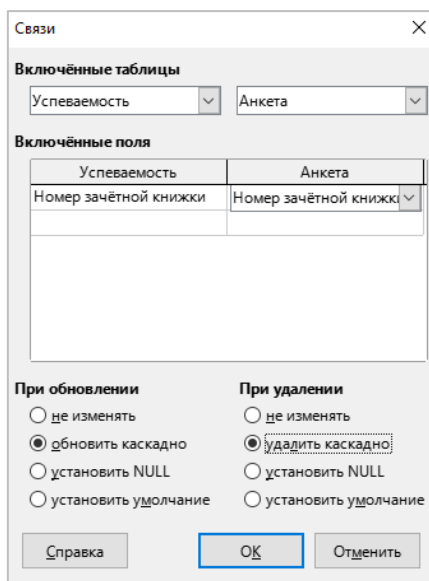 Связи
Включённые таблицы
Успеваемость Анкета
Включённые поля
Успеваемость Анкета
Номер зачётной книжки Номер зачётной книжки
При обновлении При удалении
не изменять не изменять
обновить каскадно удалить каскадно
установить NULL установить NULL
установить умолчание установить умолчание
Справка OK Отменить